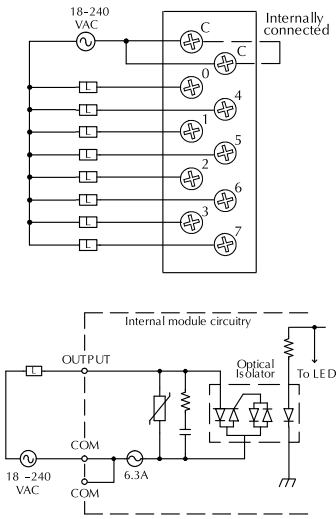 18-240
VAC
Internally
connected
C
C
0
L
4
L
1
L
5
L
2
L
6
L
3
L
7
L
Internal module circuitry
OUTPUT
Optical
Isolator
To LED
L
COM
18 -240
VAC
6.3A
COM